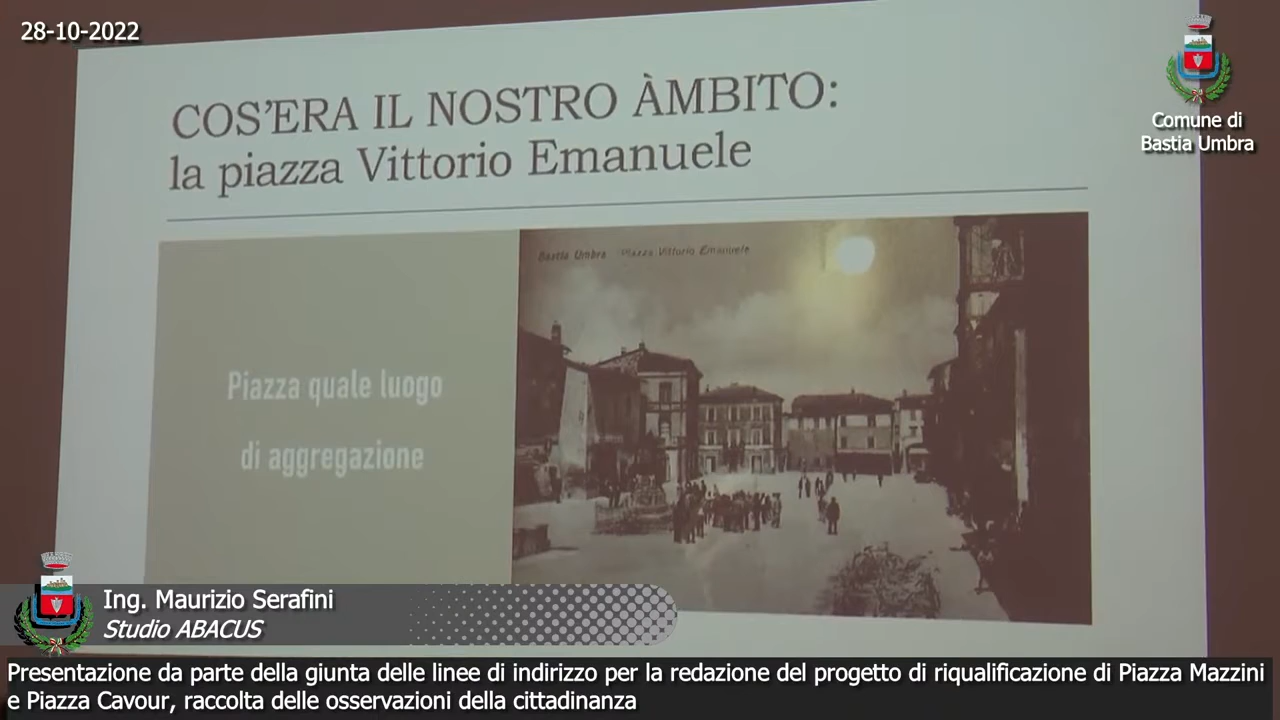 28-10-2022
Comune di
Bastia Umbra
COS'ERA IL NOSTRO ÀMBITO:
la piazza Vittorio Emanuele
Bastia Umbra Piazza Vittorio Emanuele
Piazza quale luogo
di aggregazione
Ing. Maurizio Serafini
Studio ABACUS
Presentazione da parte della giunta delle linee di indirizzo per la redazione del progetto di riqualificazione di Piazza Mazzini
e Piazza Cavour, raccolta delle osservazioni della cittadinanza